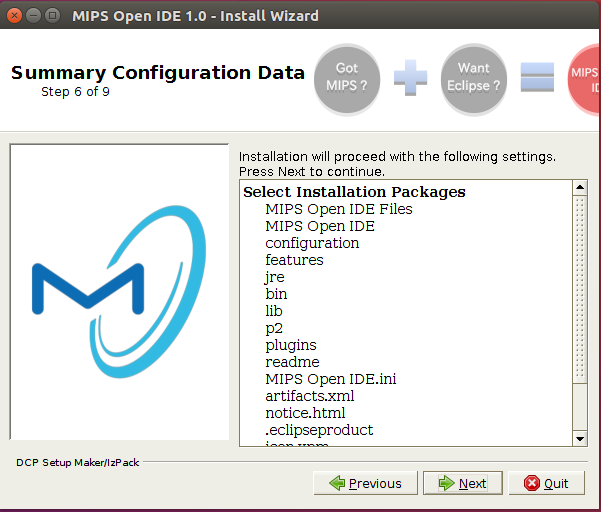 MIPS Open IDE 1.0 - Install Wizard
Summary Configuration Data
Step 6 of 9
Got
MIPS ?
Want
Eclipse ?
MIPS
Installation will proceed with the following settings.
Press Next to continue.
Select Installation Packages
MIPS Open IDE Files
MIPS Open IDE
configuration
features
jre
bin
lib
p2
plugins
readme
MIPS Open IDE.ini
artifacts.xml
notice.html
.eclipseproduct
icon.xpm
DCP Setup Maker/IzPack
Previous
Next
Quit